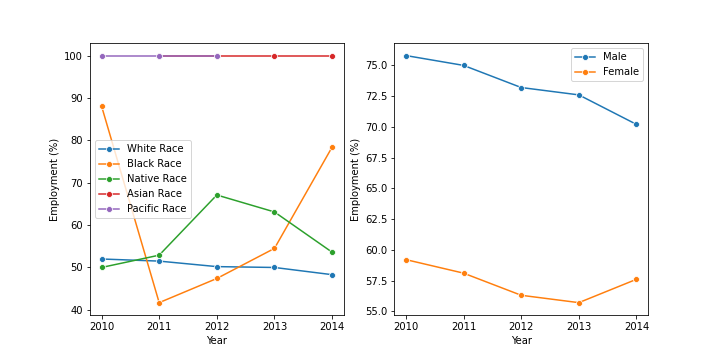 100
90
80
70
60
50
40
Employment (%)
2010
2011
2012
2013
2014
Year
White Race
Black Race
Native Race
Asian Race
Pacific Race
75.0
72.5
70.0
67.5
65.0
62.5
60.0
57.5
55.0
Employment (%)
2010
2011
2012
2013
2014
Year
Male
Female